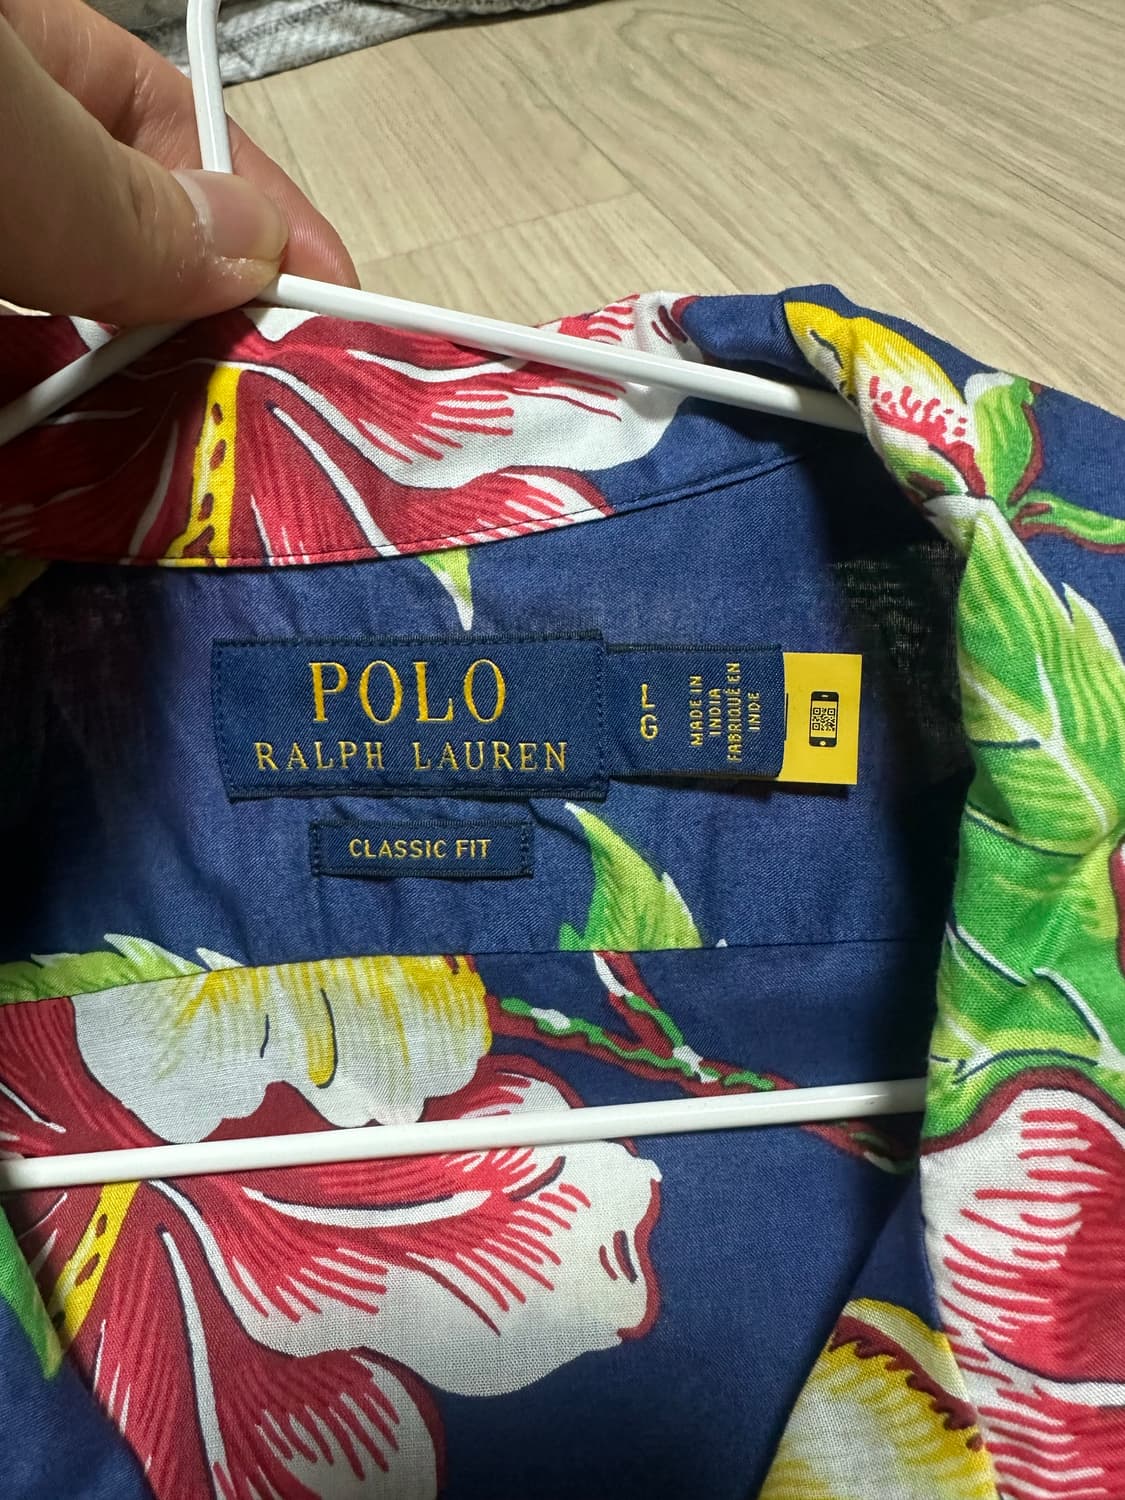 POLO
RALPH LAUREN
L
G
MADE IN
INDIA
FABRIQUÉ EN
INDE
CLASSIC FIT